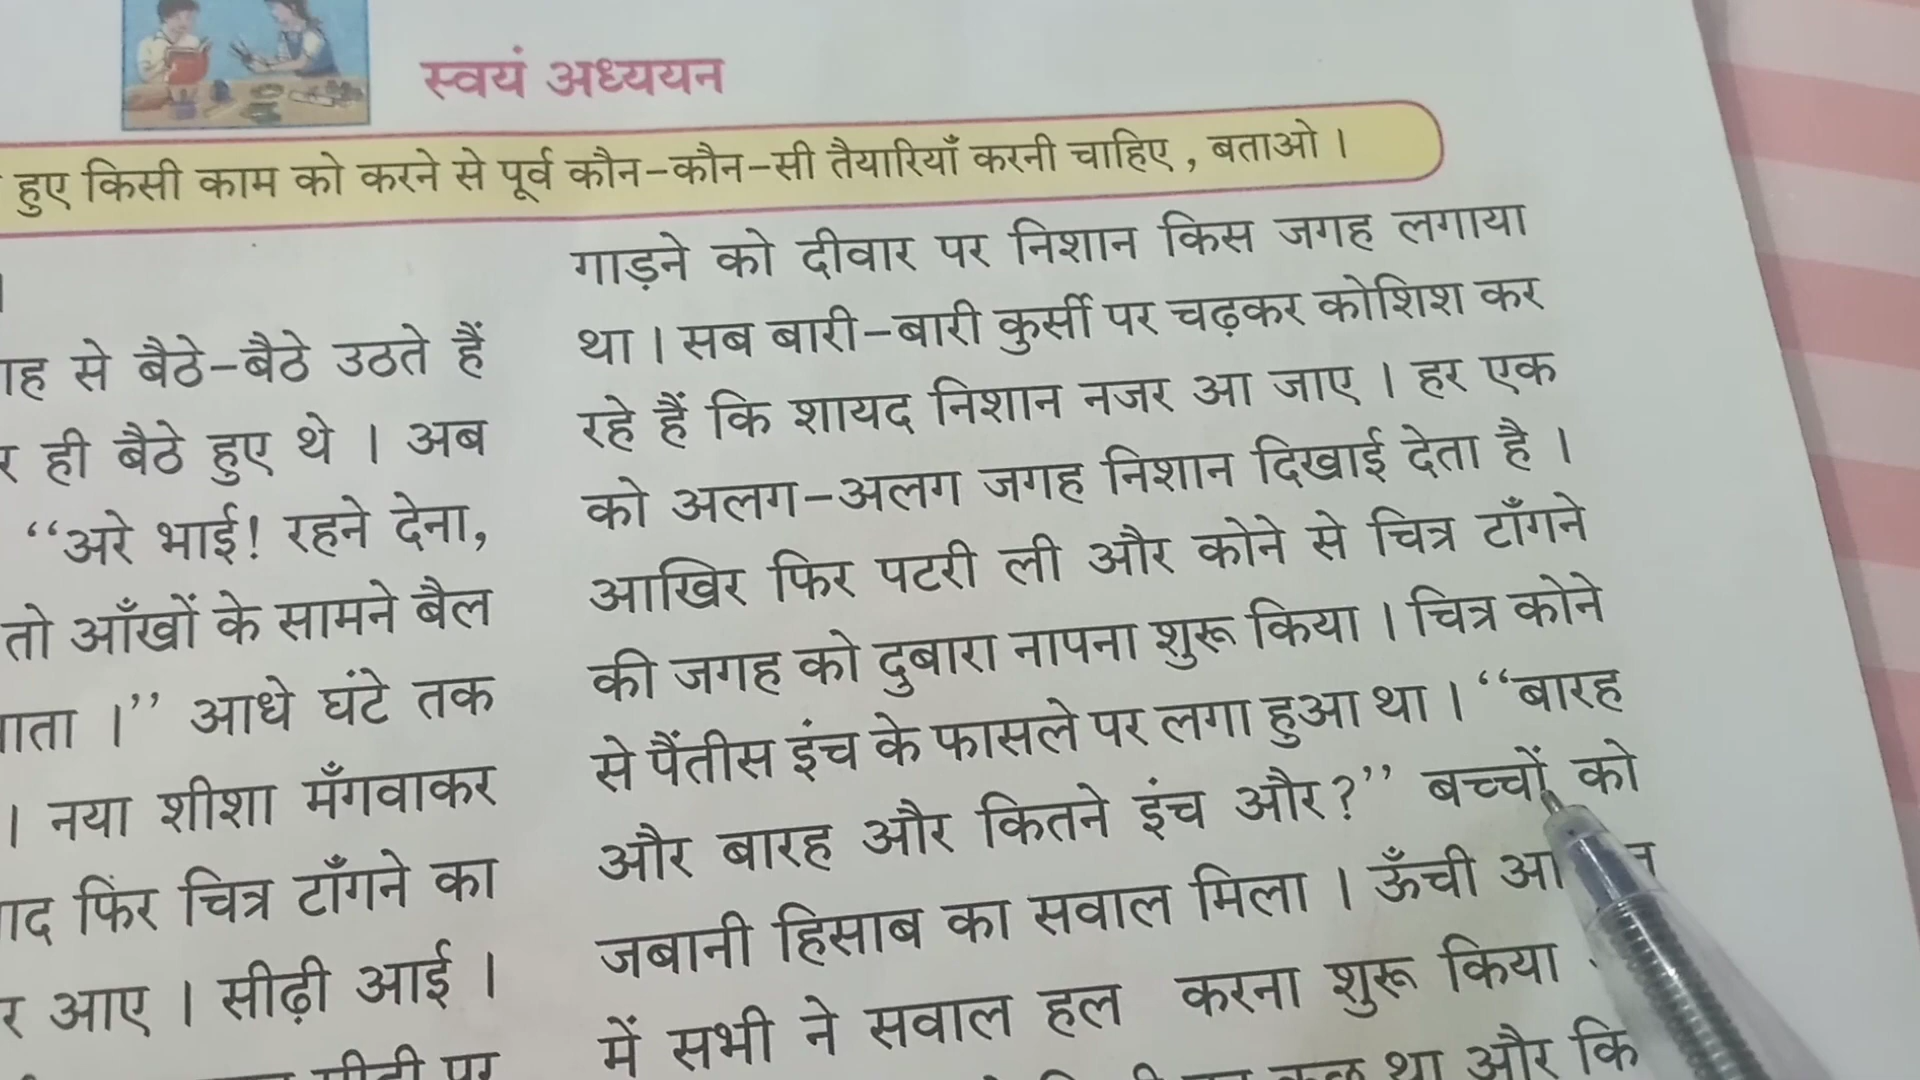 स्वयं अध्ययन
हुए किसी काम को करने से पूर्व कौन-कौन-सी तैयारियाँ करनी चाहिए , बताओ ।
।
से बैठे-बैठे उठते हैं
ही बैठे हुए थे । अब
“अरे भाई! रहने देना,
तो आँखों के सामने बैल
।” आधे घंटे तक
। नया शीशा मँगवाकर
फिर चित्र टाँगने का
आए । सीढ़ी आई ।
पर
गाड़ने को दीवार पर निशान किस जगह लगाया
था । सब बारी-बारी कुर्सी पर चढ़कर कोशिश कर
रहे हैं कि शायद निशान नजर आ जाए । हर एक
को अलग-अलग जगह निशान दिखाई देता है ।
आखिर फिर पटरी ली और कोने से चित्र टाँगने
की जगह को दुबारा नापना शुरू किया । चित्र कोने
से पैंतीस इंच के फासले पर लगा हुआ था । “बारह
और बारह और कितने इंच और?” बच्चों को
जबानी हिसाब का सवाल मिला । ऊँची
में सभी ने सवाल हल करना शुरू किया
था और कि